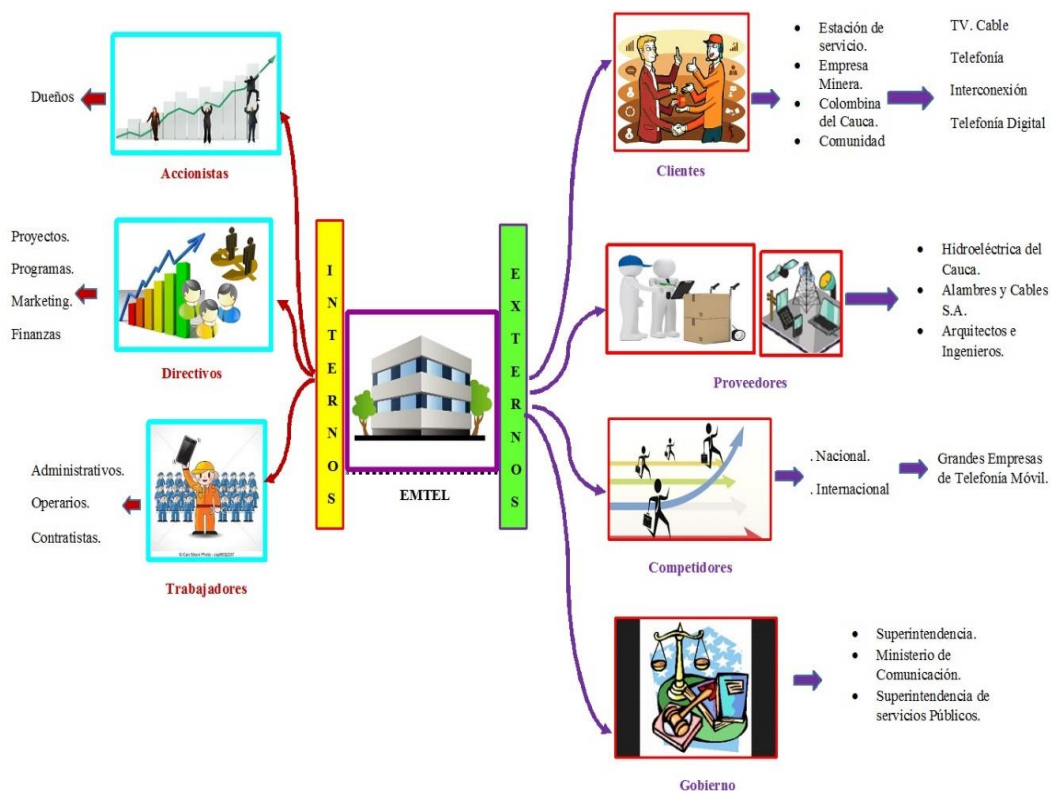 Dueños
Accionistas
Proyectos.
Programas.
Marketing.
Finanzas
Directivos
Administrativos.
Operarios.
Contratistas.
Trabajadores
INTERNOS
EMTEL
EXTERNOS
Clientes
• Estación de
servicio.
• Empresa
Minera.
• Colombina
del Cauca.
• Comunidad
TV. Cable
Telefonía
Interconexión
Telefonía Digital
Proveedores
• Hidroeléctrica del
Cauca.
• Alambres y Cables
S.A.
• Arquitectos e
Ingenieros.
Competidores
. Nacional.
. Internacional
Grandes Empresas
de Telefonía Móvil.
Gobierno
• Superintendencia.
• Ministerio de
Comunicación.
• Superintendencia de
servicios Públicos.